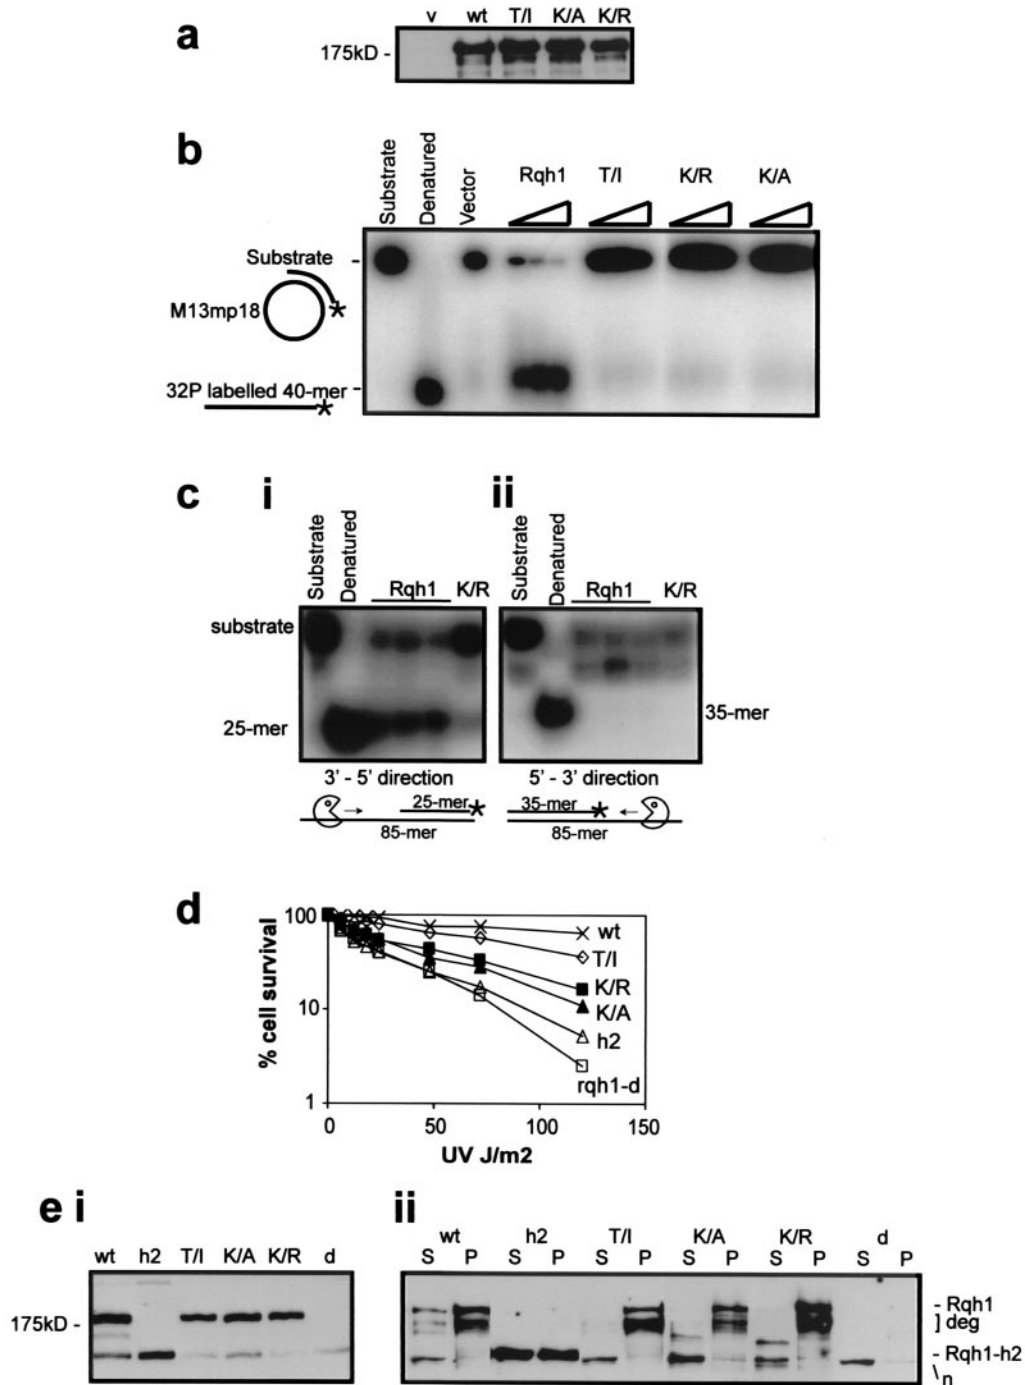 a
v wt T/I K/A K/R
175kD -
b
Substrate Denatured Vector Rqh1 T/I K/R K/A
Substrate -
M13mp18
32P labelled 40-mer -
c i ii
Substrate Denatured Rqh1 K/R Substrate Denatured Rqh1 K/R
substrate
25-mer 35-mer
3' - 5' direction 5' - 3' direction
25-mer 35-mer
85-mer 85-mer
d
100
10
1
% cell survival
wt
T/I
K/R
K/A
h2
rqh1-d
0 50 100 150
UV J/m2
e i ii
wt h2 T/I K/A K/R d
175kD -
wt h2 T/I K/A K/R d
S P S P S P S P S P S P
- Rqh1
] deg
- Rqh1-h2
\n